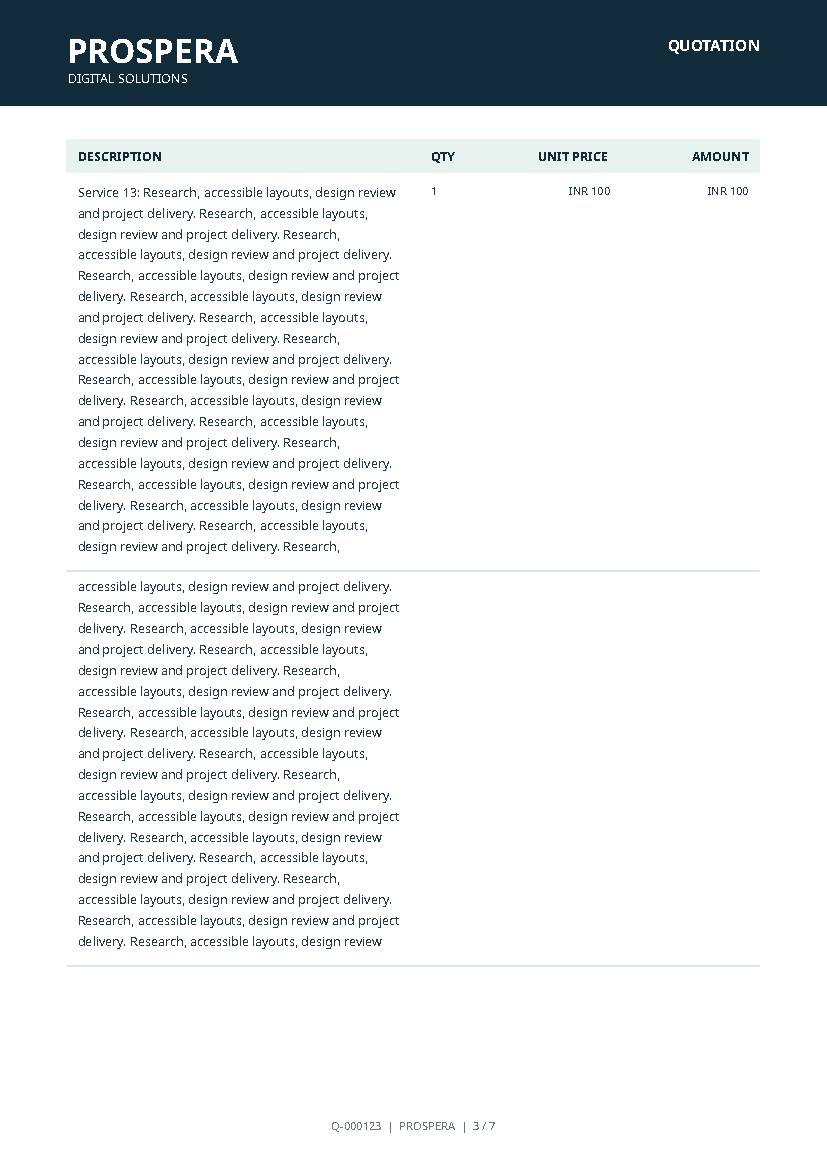 PROSPERA
DIGITAL SOLUTIONS
QUOTATION
DESCRIPTION QTY UNIT PRICE AMOUNT
Service 13: Research, accessible layouts, design review 1 INR 100 INR 100
and project delivery. Research, accessible layouts,
design review and project delivery. Research,
accessible layouts, design review and project delivery.
Research, accessible layouts, design review and project
delivery. Research, accessible layouts, design review
and project delivery. Research, accessible layouts,
design review and project delivery. Research,
accessible layouts, design review and project delivery.
Research, accessible layouts, design review and project
delivery. Research, accessible layouts, design review
and project delivery. Research, accessible layouts,
design review and project delivery. Research,
accessible layouts, design review and project delivery.
Research, accessible layouts, design review and project
delivery. Research, accessible layouts, design review
and project delivery. Research, accessible layouts,
design review and project delivery. Research,
accessible layouts, design review and project delivery.
Research, accessible layouts, design review and project
delivery. Research, accessible layouts, design review
and project delivery. Research, accessible layouts,
design review and project delivery. Research,
accessible layouts, design review and project delivery.
Research, accessible layouts, design review and project
delivery. Research, accessible layouts, design review
and project delivery. Research, accessible layouts,
design review and project delivery. Research,
accessible layouts, design review and project delivery.
Research, accessible layouts, design review and project
delivery. Research, accessible layouts, design review
and project delivery. Research, accessible layouts,
design review and project delivery. Research,
accessible layouts, design review and project delivery.
Research, accessible layouts, design review and project
delivery. Research, accessible layouts, design review
Q-000123 | PROSPERA | 3 / 7